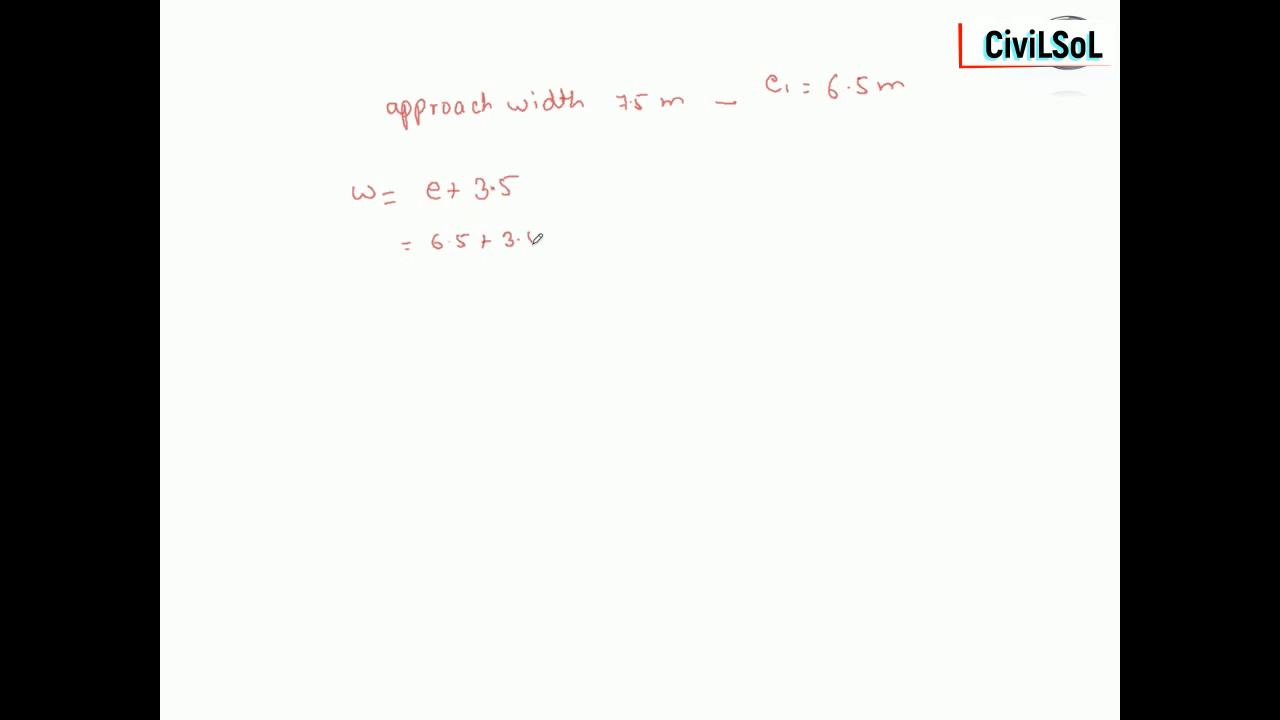 CiviLSoL
approach width 7.5 m – e₁ = 6.5 m
w = e + 3.5
= 6.5 + 3.